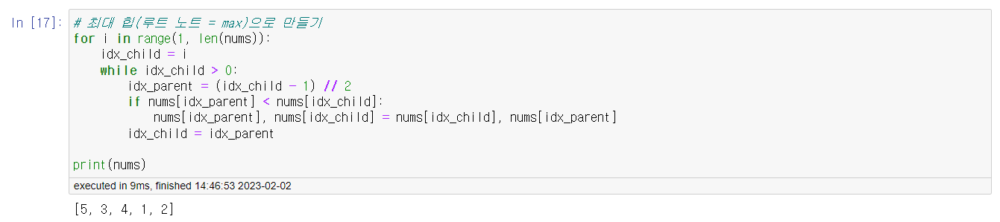 In [17]:
# 최대 힙(루트 노트 = max)으로 만들기
for i in range(1, len(nums)):
    idx_child = i
    while idx_child > 0:
        idx_parent = (idx_child - 1) // 2
        if nums[idx_parent] < nums[idx_child]:
            nums[idx_parent], nums[idx_child] = nums[idx_child], nums[idx_parent]
        idx_child = idx_parent
print(nums)
executed in 9ms, finished 14:46:53 2023-02-02
[5, 3, 4, 1, 2]